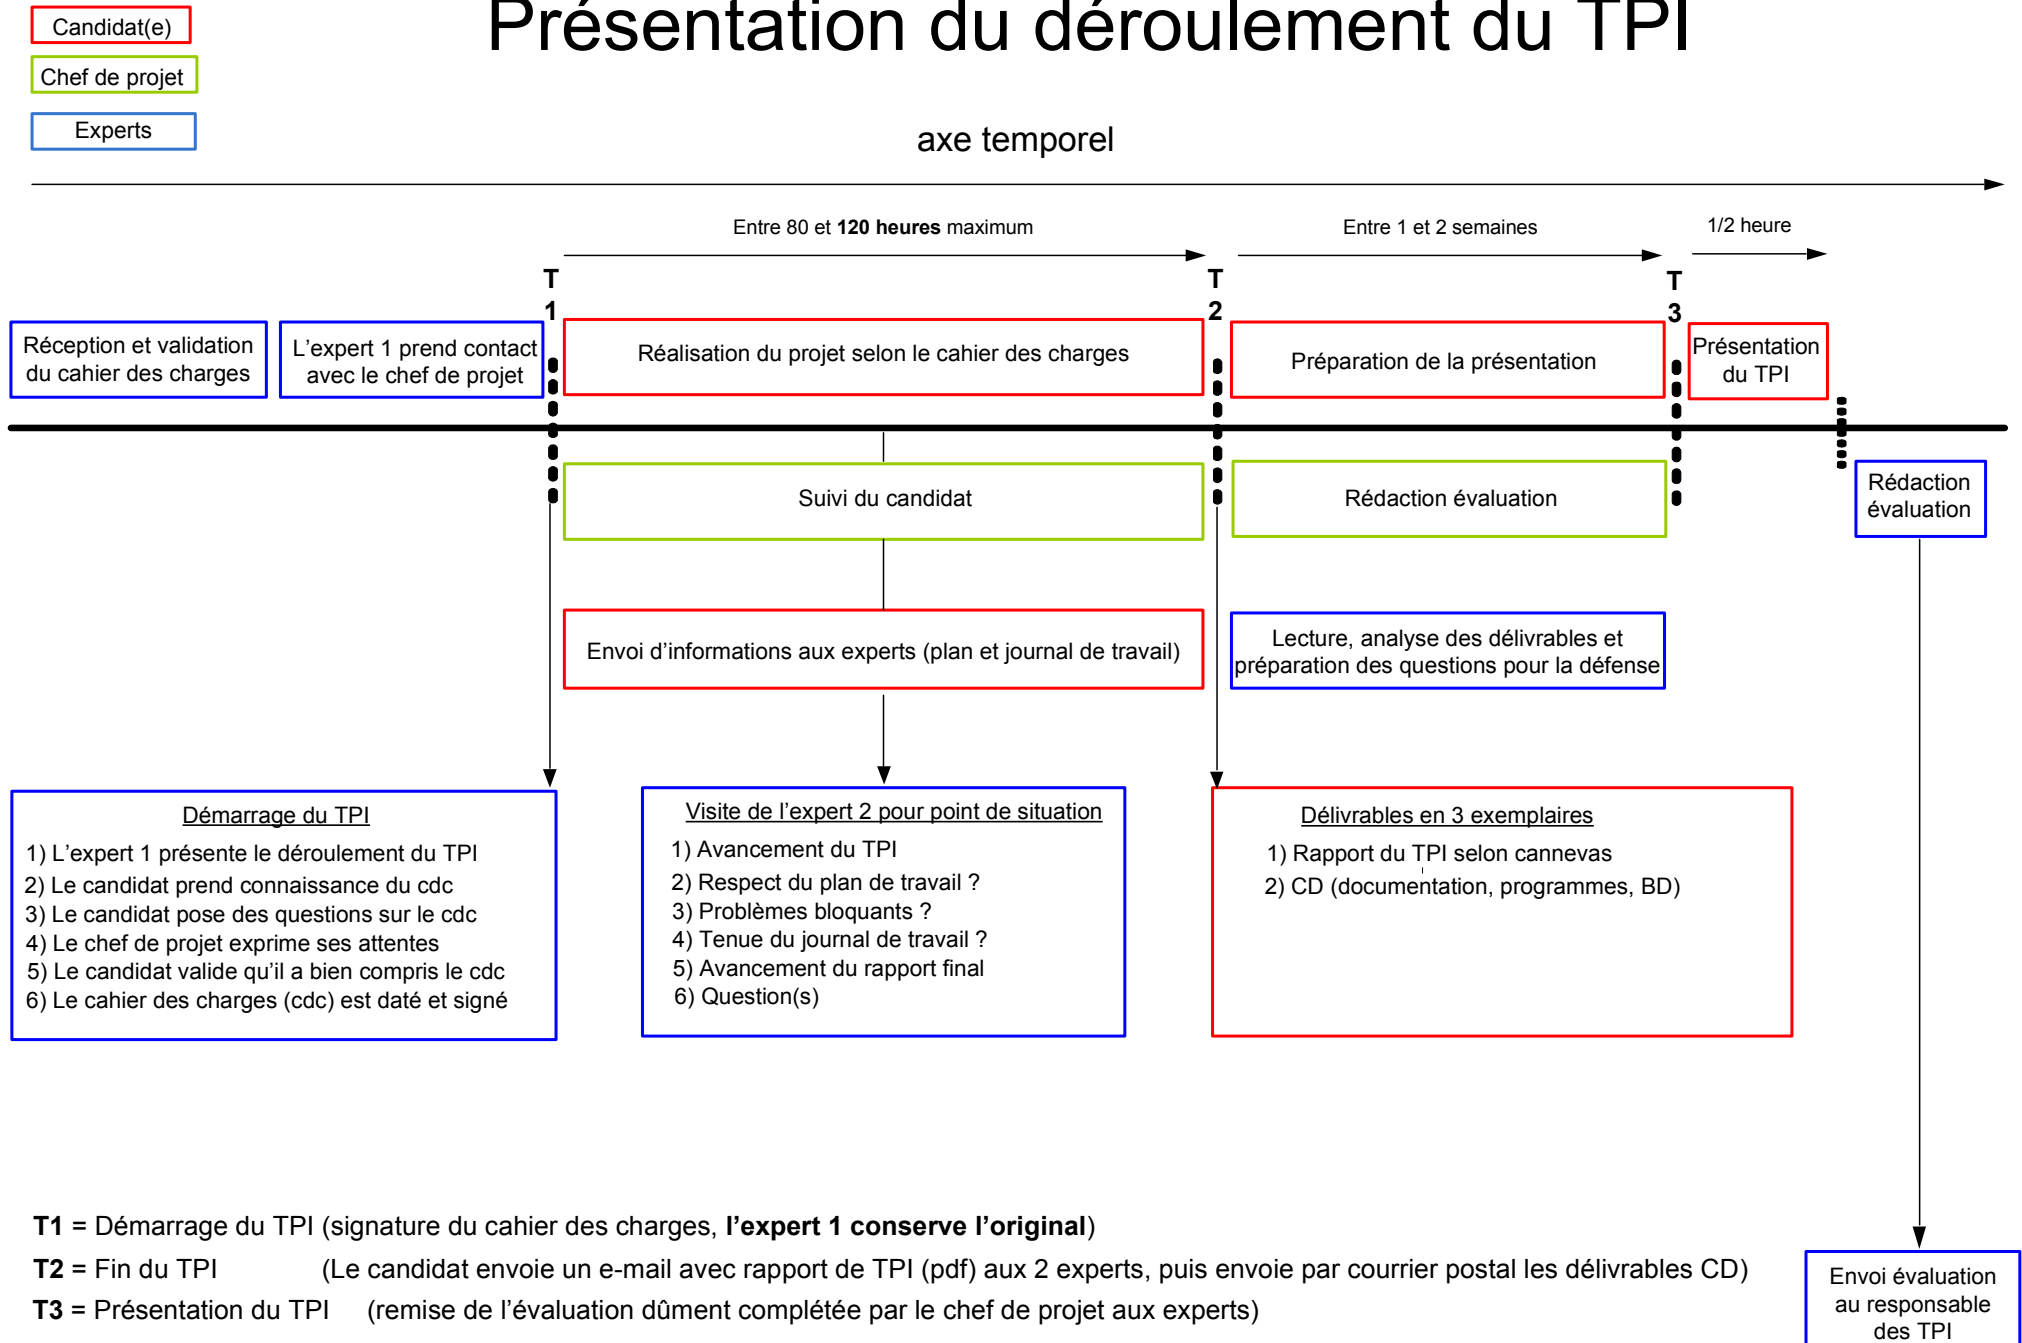 Présentation du déroulement du TPI
Candidat(e)
Chef de projet
Experts
axe temporel
Entre 80 et 120 heures maximum
Entre 1 et 2 semaines
1/2 heure
T
1
T
2
T
3
Réception et validation
du cahier des charges
L'expert 1 prend contact
avec le chef de projet
Réalisation du projet selon le cahier des charges
Préparation de la présentation
Présentation
du TPI
Suivi du candidat
Rédaction évaluation
Rédaction
évaluation
Envoi d'informations aux experts (plan et journal de travail)
Lecture, analyse des délivrables et
préparation des questions pour la défense
Démarrage du TPI
1) L'expert 1 présente le déroulement du TPI
2) Le candidat prend connaissance du cdc
3) Le candidat pose des questions sur le cdc
4) Le chef de projet exprime ses attentes
5) Le candidat valide qu'il a bien compris le cdc
6) Le cahier des charges (cdc) est daté et signé
Visite de l'expert 2 pour point de situation
1) Avancement du TPI
2) Respect du plan de travail ?
3) Problèmes bloquants ?
4) Tenue du journal de travail ?
5) Avancement du rapport final
6) Question(s)
Délivrables en 3 exemplaires
1) Rapport du TPI selon cannevas
2) CD (documentation, programmes, BD)
T1 = Démarrage du TPI (signature du cahier des charges, l'expert 1 conserve l'original)
T2 = Fin du TPI (Le candidat envoie un e-mail avec rapport de TPI (pdf) aux 2 experts, puis envoie par courrier postal les délivrables CD)
T3 = Présentation du TPI (remise de l'évaluation dûment complétée par le chef de projet aux experts)
Envoi évaluation
au responsable
des TPI